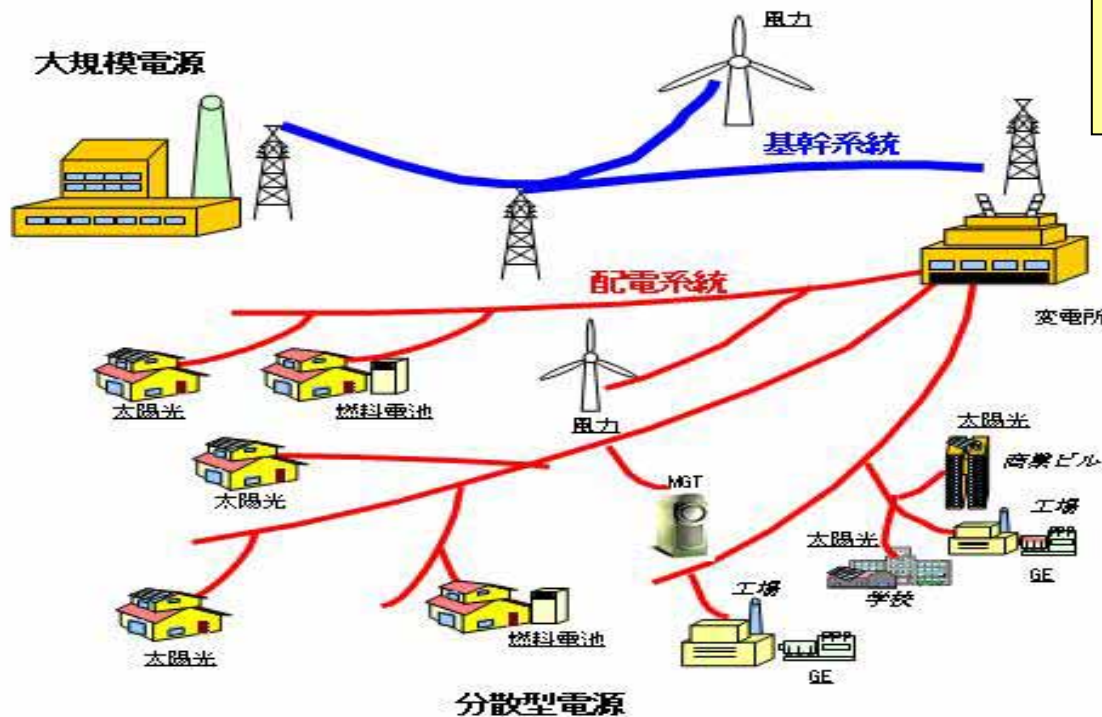 風力
大規模電源
基幹系統
配電系統
変電所
太陽光
燃料電池
風力
太陽光
商業ビル
太陽光
MGT
工場
太陽光
GE
学校
工場
太陽光
燃料電池
GE
分散型電源